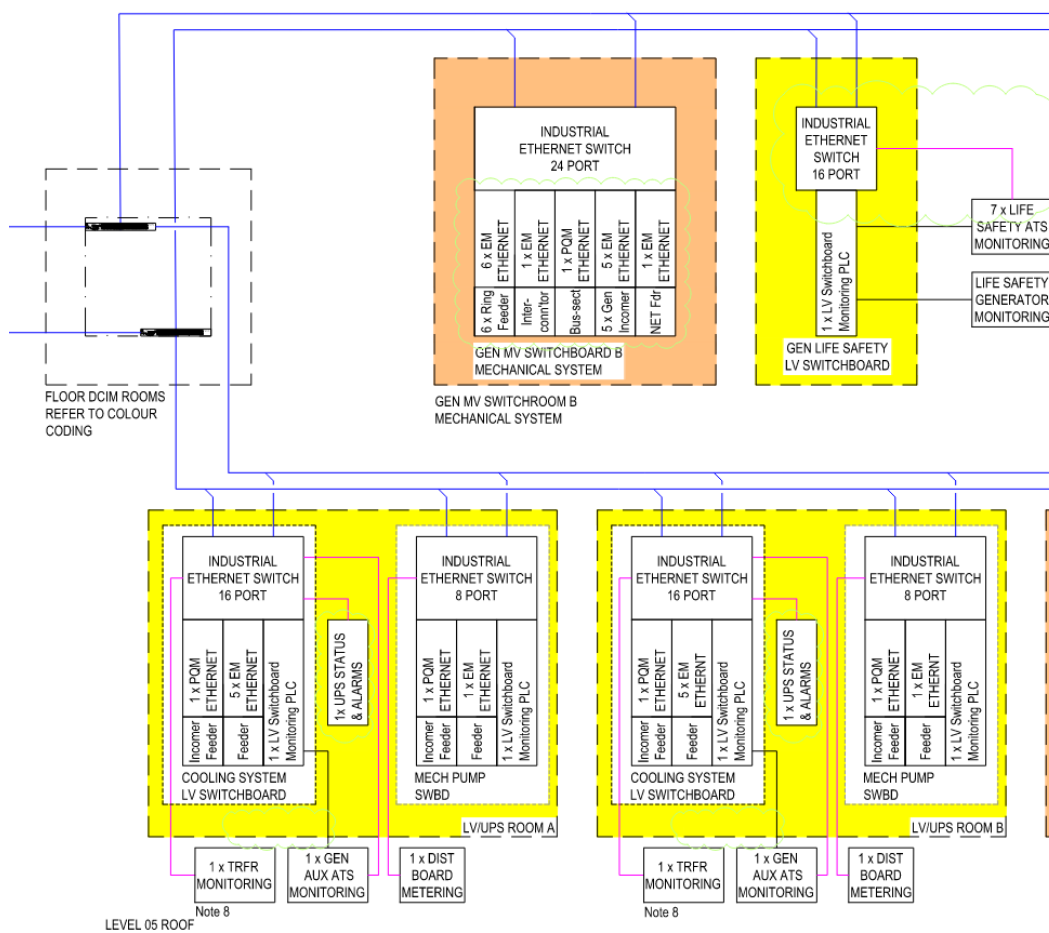 INDUSTRIAL
ETHERNET SWITCH
24 PORT
6 x EM
ETHERNET
1 x EM
ETHERNET
1 x PQM
ETHERNET
5 x EM
ETHERNET
1 x EM
ETHERNET
6 x Ring
Feeder
Inter-
conn'tor
Bus-sect
5 x Gen
Incomer
NET Fdr
GEN MV SWITCHBOARD B
MECHANICAL SYSTEM
GEN MV SWITCHROOM B
MECHANICAL SYSTEM
INDUSTRIAL
ETHERNET
SWITCH
16 PORT
1 x LV Switchboard
Monitoring PLC
GEN LIFE SAFETY
LV SWITCHBOARD
7 x LIFE
SAFETY ATS
MONITORING
LIFE SAFETY
GENERATOR
MONITORING
FLOOR DCIM ROOMS
REFER TO COLOUR
CODING
INDUSTRIAL
ETHERNET SWITCH
16 PORT
1 x PQM
ETHERNET
5 x EM
ETHERNET
1 x LV Switchboard
Monitoring PLC
Incomer
Feeder
Feeder
COOLING SYSTEM
LV SWITCHBOARD
1x UPS STATUS
& ALARMS
INDUSTRIAL
ETHERNET SWITCH
8 PORT
1 x PQM
ETHERNET
1 x EM
ETHERNET
1 x LV Switchboard
Monitoring PLC
Incomer
Feeder
Feeder
MECH PUMP
SWBD
LV/UPS ROOM A
1 x TRFR
MONITORING
Note 8
1 x GEN
AUX ATS
MONITORING
1 x DIST
BOARD
METERING
INDUSTRIAL
ETHERNET SWITCH
16 PORT
1 x PQM
ETHERNET
5 x EM
ETHERNT
1 x LV Switchboard
Monitoring PLC
Incomer
Feeder
Feeder
COOLING SYSTEM
LV SWITCHBOARD
1 x UPS STATUS
& ALARMS
INDUSTRIAL
ETHERNET SWITCH
8 PORT
1 x PQM
ETHERNET
1 x EM
ETHERNT
1 x LV Switchboard
Monitoring PLC
Incomer
Feeder
Feeder
MECH PUMP
SWBD
LV/UPS ROOM B
1 x TRFR
MONITORING
Note 8
1 x GEN
AUX ATS
MONITORING
1 x DIST
BOARD
METERING
LEVEL 05 ROOF